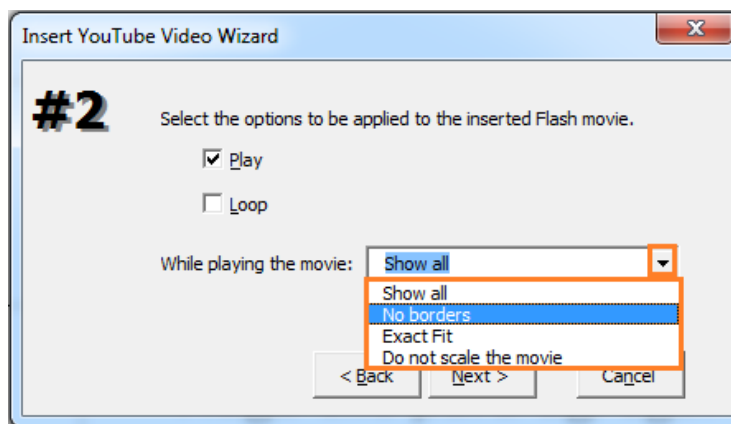 Insert YouTube Video Wizard
#2
Select the options to be applied to the inserted Flash movie.
Play
Loop
While playing the movie: Show all
Show all
No borders
Exact Fit
Do not scale the movie
< Back Next > Cancel